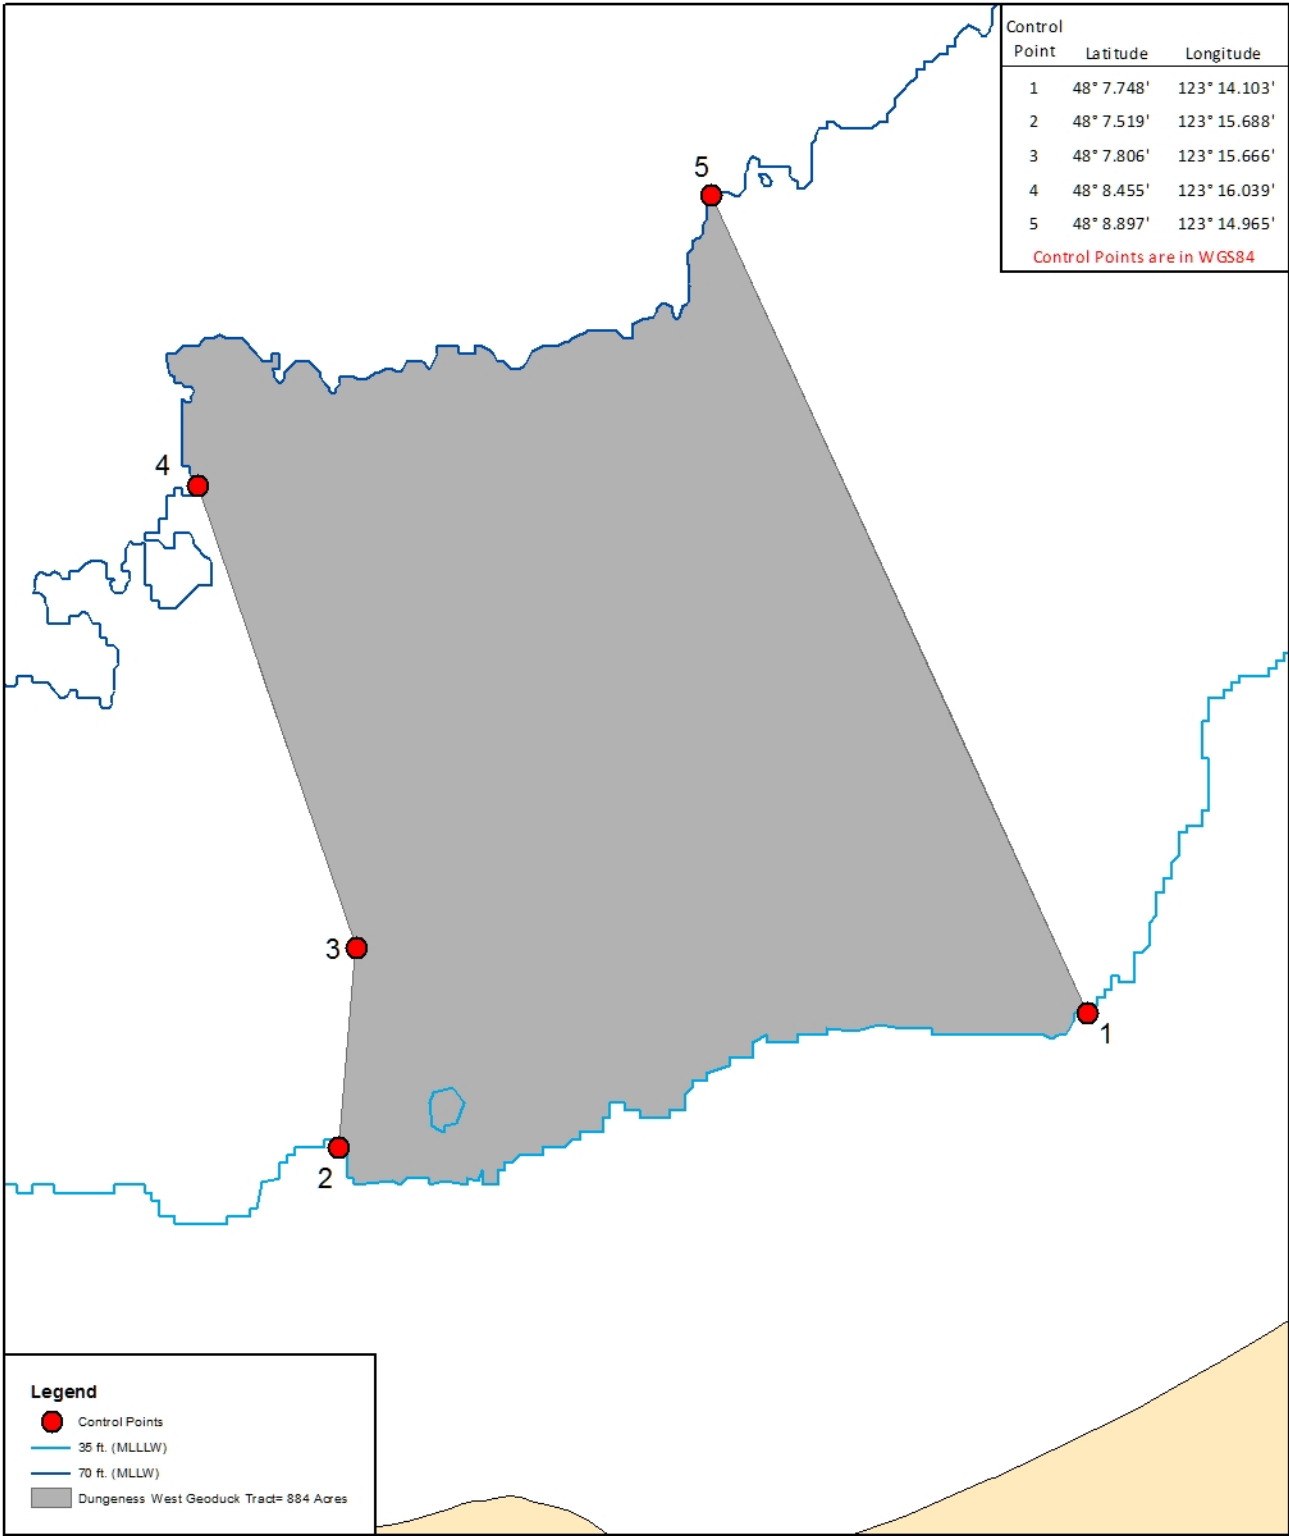 Control
Point Latitude Longitude
1 48° 7.748' 123° 14.103'
2 48° 7.519' 123° 15.688'
3 48° 7.806' 123° 15.666'
4 48° 8.455' 123° 16.039'
5 48° 8.897' 123° 14.965'
Control Points are in WGS84
5
4
3
1
2
Legend
Control Points
35 ft. (MLLLW)
70 ft. (MLLW)
Dungeness West Geoduck Tract= 884 Acres